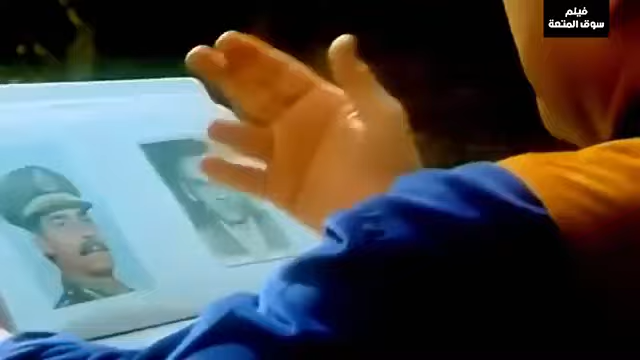 فيلم
سوق المتعة